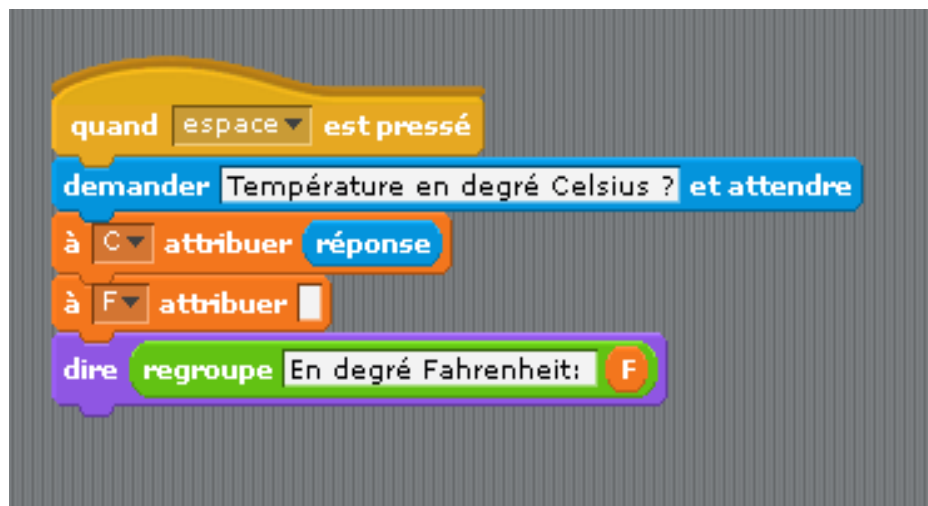 quand espace est pressé
demander Température en degré Celsius ? et attendre
à C attribuer réponse
à F attribuer
dire regroupe En degré Fahrenheit: F